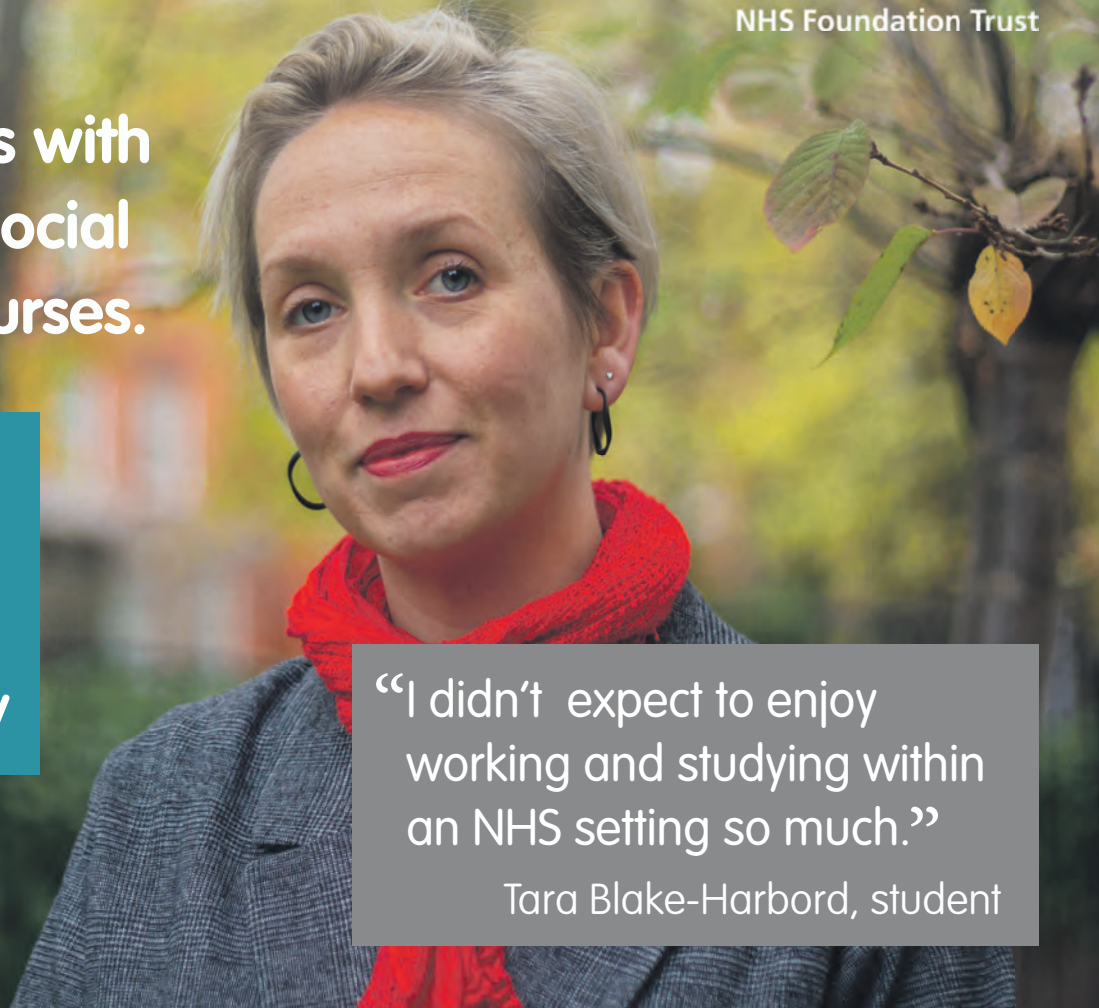 NHS Foundation Trust
s with
ocial
urses.
y
“I didn’t  expect to enjoy
working and studying within
an NHS setting so much.”
Tara Blake-Harbord, student